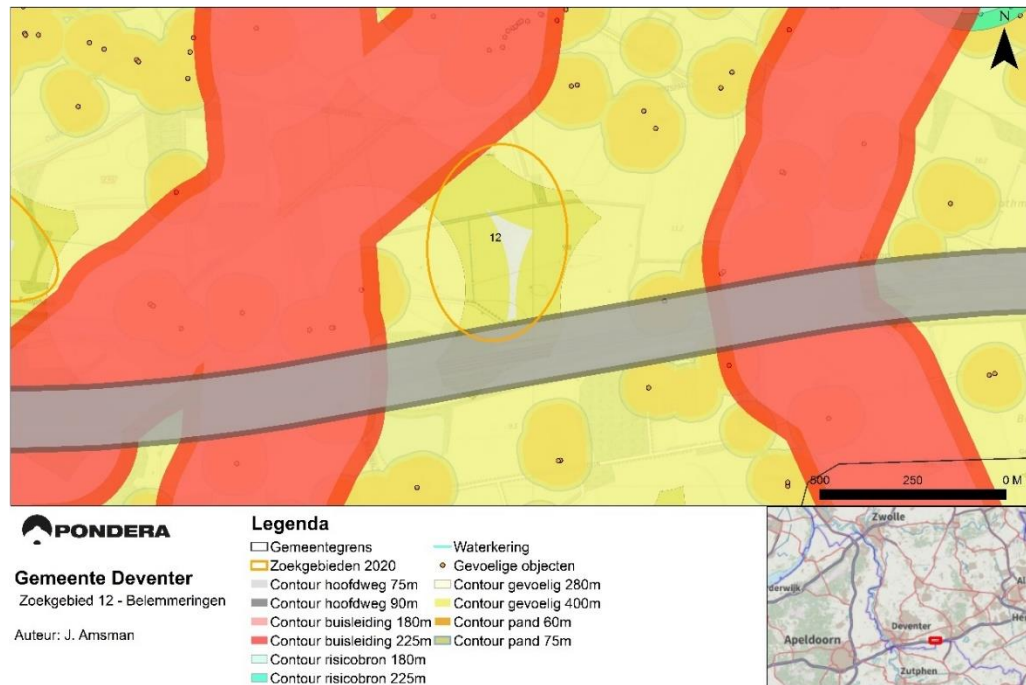 N
12
500 250 0 M
PONDERA
Gemeente Deventer
Zoekgebied 12 - Belemmeringen
Auteur: J. Amsman
Legenda
Gemeentegrens
Zoekgebieden 2020
Contour hoofdweg 75m
Contour hoofdweg 90m
Contour buisleiding 180m
Contour buisleiding 225m
Contour risicobron 180m
Contour risicobron 225m
Waterkering
Gevoelige objecten
Contour gevoelig 280m
Contour gevoelig 400m
Contour pand 60m
Contour pand 75m
Zwolle
derwijk
Deventer
Apeldoorn
Zutphen